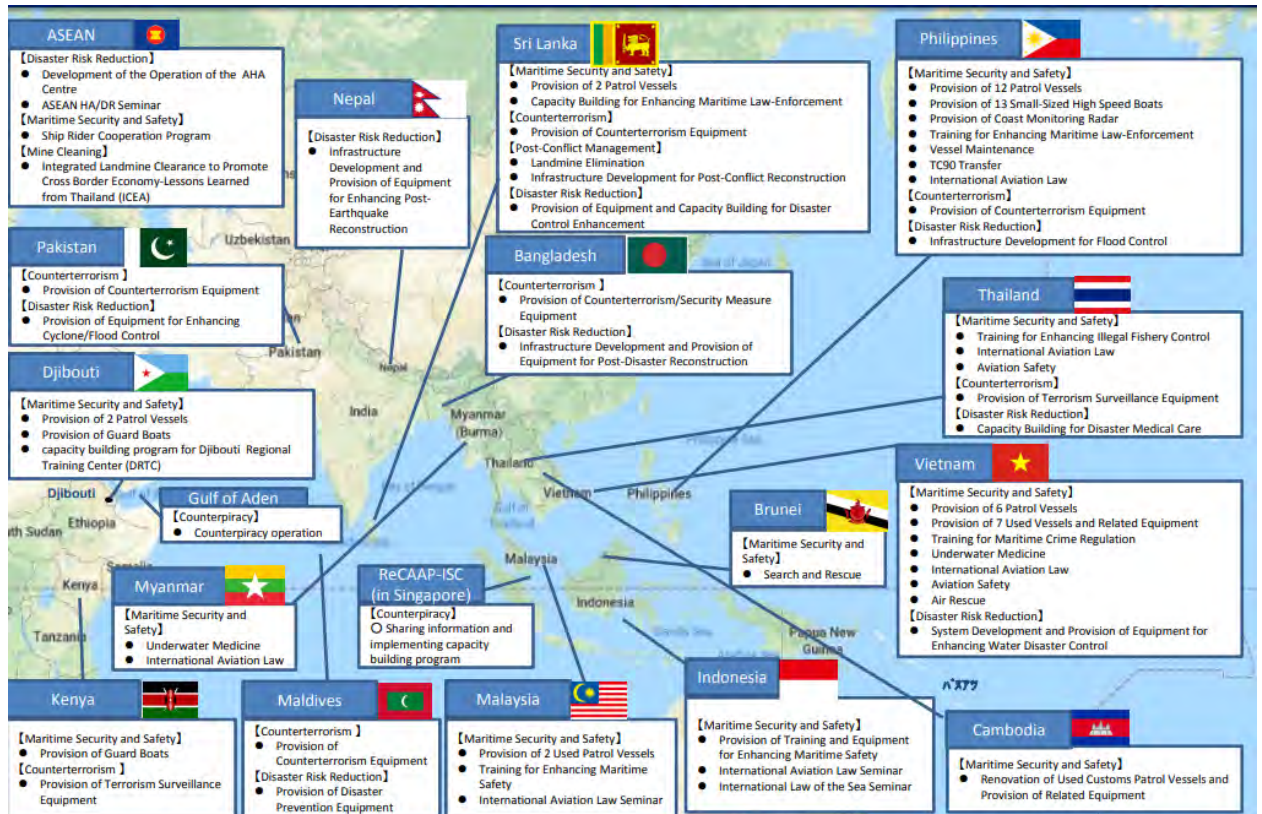 ASEAN
【Disaster Risk Reduction】
● Development of the Operation of the AHA
Centre
● ASEAN HA/DR Seminar
【Maritime Security and Safety】
● Ship Rider Cooperation Program
【Mine Cleaning】
● Integrated Landmine Clearance to Promote
Cross Border Economy-Lessons Learned
from Thailand (ICEA)
Nepal
【Disaster Risk Reduction】
● Infrastructure
Development and
Provision of Equipment
for Enhancing Post-
Earthquake
Reconstruction
Sri Lanka
【Maritime Security and Safety】
● Provision of 2 Patrol Vessels
● Capacity Building for Enhancing Maritime Law-Enforcement
【Counterterrorism】
● Provision of Counterterrorism Equipment
【Post-Conflict Management】
● Landmine Elimination
● Infrastructure Development for Post-Conflict Reconstruction
【Disaster Risk Reduction】
● Provision of Equipment and Capacity Building for Disaster
Control Enhancement
Philippines
【Maritime Security and Safety】
● Provision of 12 Patrol Vessels
● Provision of 13 Small-Sized High Speed Boats
● Provision of Coast Monitoring Radar
● Training for Enhancing Maritime Law-Enforcement
● Vessel Maintenance
● TC90 Transfer
● International Aviation Law
【Counterterrorism】
● Provision of Counterterrorism Equipment
【Disaster Risk Reduction】
● Infrastructure Development for Flood Control
Pakistan
【Counterterrorism 】
● Provision of Counterterrorism Equipment
【Disaster Risk Reduction】
● Provision of Equipment for Enhancing
Cyclone/Flood Control
Uzbekistan
Bangladesh
【Counterterrorism 】
● Provision of Counterterrorism/Security Measure
Equipment
【Disaster Risk Reduction】
● Infrastructure Development and Provision of
Equipment for Post-Disaster Reconstruction
Sea of Japan
Thailand
【Maritime Security and Safety】
● Training for Enhancing Illegal Fishery Control
● International Aviation Law
● Aviation Safety
【Counterterrorism】
● Provision of Terrorism Surveillance Equipment
【Disaster Risk Reduction】
● Capacity Building for Disaster Medical Care
Pakistan
Nepal
India
Myanmar
(Burma)
Thailand
Vietnam
Philippines
Philippine Sea
Bay of Bengal
Gulf of
Thailand
Djibouti
【Maritime Security and Safety】
● Provision of 2 Patrol Vessels
● Provision of Guard Boats
● capacity building program for Djibouti Regional
Training Center (DRTC)
Djibouti
Gulf of Aden
South Sudan
Ethiopia
Somalia
Kenya
Tanzania
Gulf of Aden
【Counterpiracy】
● Counterpiracy operation
Vietnam
【Maritime Security and Safety】
● Provision of 6 Patrol Vessels
● Provision of 7 Used Vessels and Related Equipment
● Training for Maritime Crime Regulation
● Underwater Medicine
● International Aviation Law
● Aviation Safety
● Air Rescue
【Disaster Risk Reduction】
● System Development and Provision of Equipment for
Enhancing Water Disaster Control
Brunei
【Maritime Security and
Safety】
● Search and Rescue
Malaysia
Indonesia
Papua New
Guinea
Myanmar
【Maritime Security and
Safety】
● Underwater Medicine
● International Aviation Law
ReCAAP-ISC
(in Singapore)
【Counterpiracy】
○ Sharing information and
implementing capacity
building program
Kenya
【Maritime Security and Safety】
● Provision of Guard Boats
【Counterterrorism 】
● Provision of Terrorism Surveillance
Equipment
Maldives
【Counterterrorism 】
● Provision of
Counterterrorism Equipment
【Disaster Risk Reduction】
● Provision of Disaster
Prevention Equipment
Malaysia
【Maritime Security and Safety】
● Provision of 2 Used Patrol Vessels
● Training for Enhancing Maritime
Safety
● International Aviation Law Seminar
Indonesia
【Maritime Security and Safety】
● Provision of Training and Equipment
for Enhancing Maritime Safety
● International Aviation Law Seminar
● International Law of the Sea Seminar
バヌアツ
Cambodia
【Maritime Security and Safety】
● Renovation of Used Customs Patrol Vessels and
Provision of Related Equipment